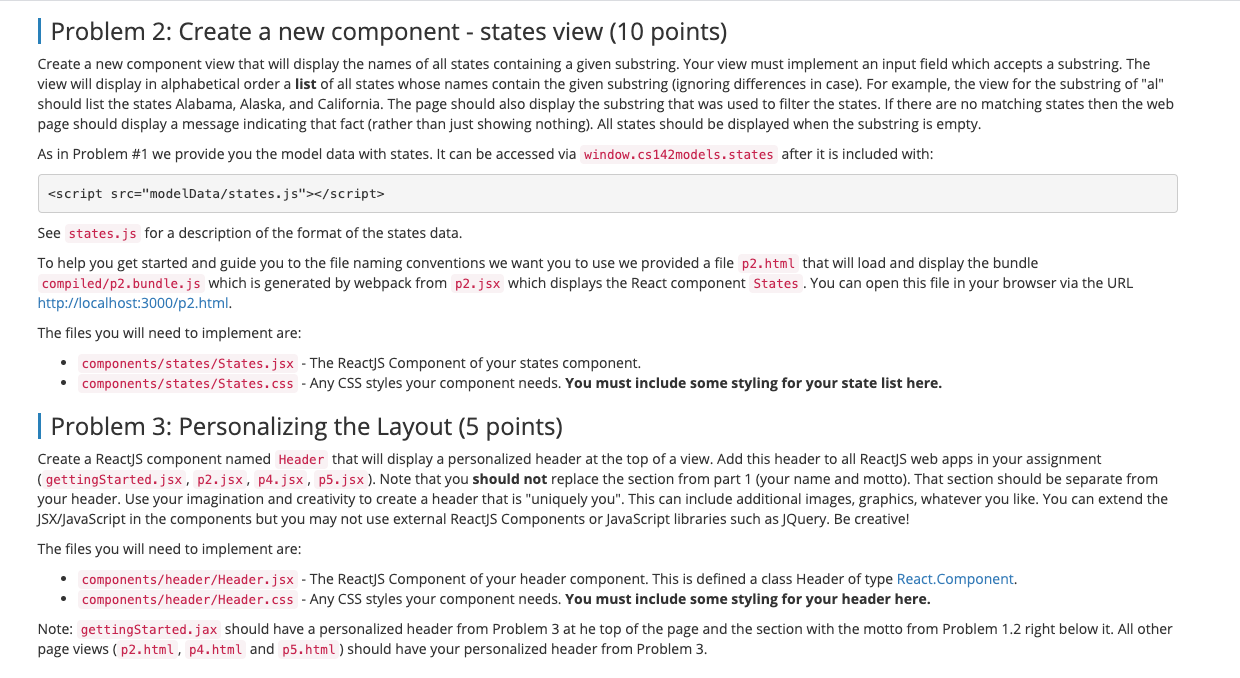 Problem 2: Create a new component - states view (10 points)
Create a new component view that will display the names of all states containing a given substring. Your view must implement an input field which accepts a substring. The
view will display in alphabetical order a list of all states whose names contain the given substring (ignoring differences in case). For example, the view for the substring of "al"
should list the states Alabama, Alaska, and California. The page should also display the substring that was used to filter the states. If there are no matching states then the web
page should display a message indicating that fact (rather than just showing nothing). All states should be displayed when the substring is empty.
As in Problem #1 we provide you the model data with states. It can be accessed via window.cs142models.states after it is included with:
<script src="modelData/states.js"></script>
See states.js for a description of the format of the states data.
To help you get started and guide you to the file naming conventions we want you to use we provided a file p2.html that will load and display the bundle
compiled/p2.bundle.js which is generated by webpack from p2.jsx which displays the React component States. You can open this file in your browser via the URL
http://localhost:3000/p2.html.
The files you will need to implement are:
• components/states/States.jsx - The ReactJS Component of your states component.
• components/states/States.css - Any CSS styles your component needs. You must include some styling for your state list here.
Problem 3: Personalizing the Layout (5 points)
Create a ReactJS component named Header that will display a personalized header at the top of a view. Add this header to all ReactJS web apps in your assignment
(gettingStarted.jsx, p2.jsx, p4.jsx, p5.jsx). Note that you should not replace the section from part 1 (your name and motto). That section should be separate from
your header. Use your imagination and creativity to create a header that is "uniquely you". This can include additional images, graphics, whatever you like. You can extend the
JSX/JavaScript in the components but you may not use external ReactJS Components or JavaScript libraries such as JQuery. Be creative!
The files you will need to implement are:
• components/header/Header.jsx - The ReactJS Component of your header component. This is defined a class Header of type React.Component.
• components/header/Header.css - Any CSS styles your component needs. You must include some styling for your header here.
Note: gettingStarted.jax should have a personalized header from Problem 3 at he top of the page and the section with the motto from Problem 1.2 right below it. All other
page views (p2.html, p4.html and p5.html) should have your personalized header from Problem 3.